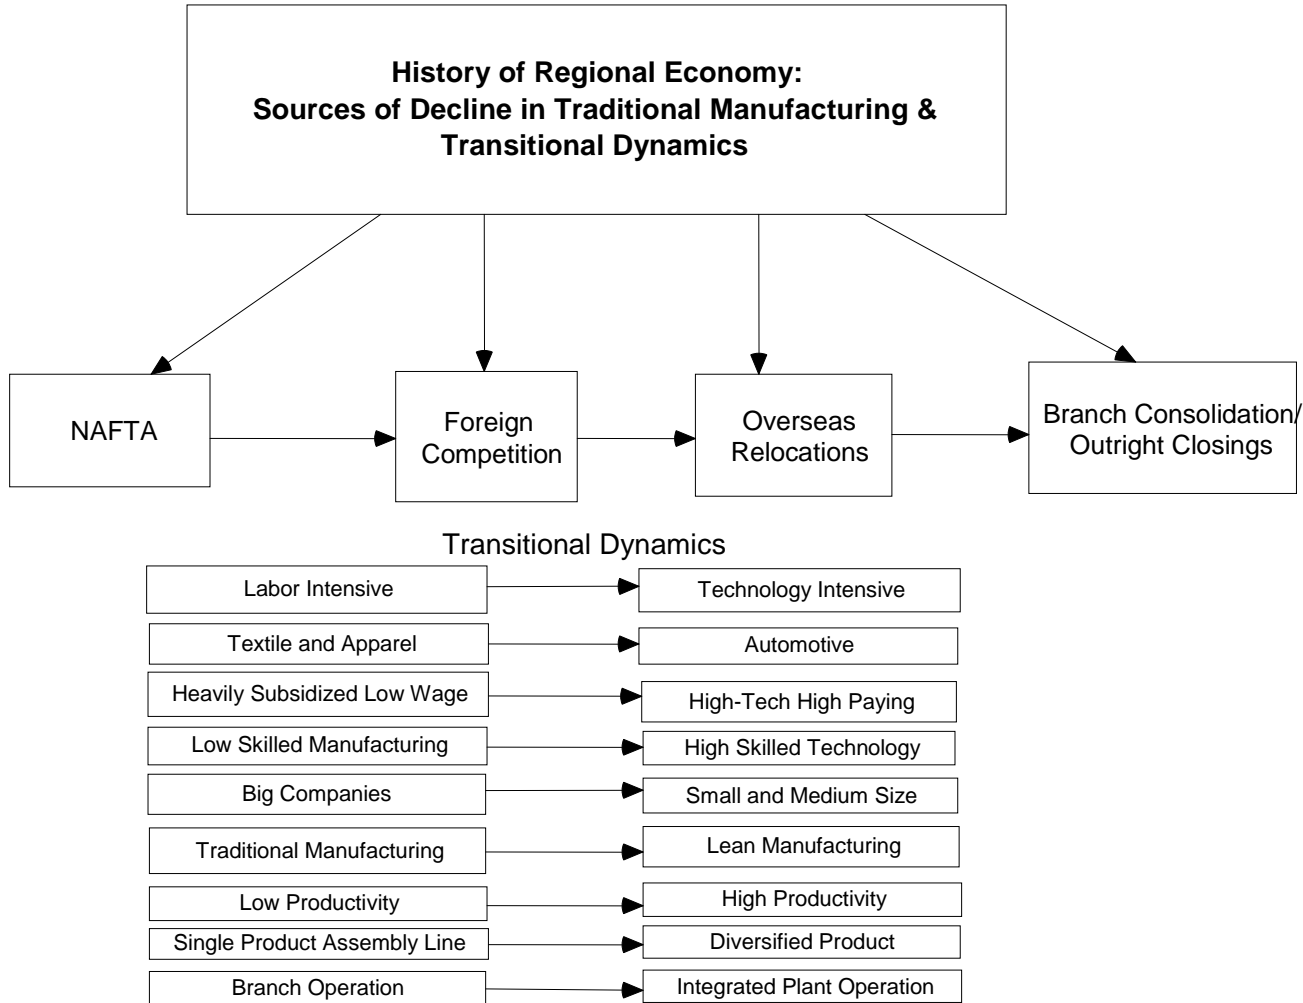 History of Regional Economy:
Sources of Decline in Traditional Manufacturing &
Transitional Dynamics
NAFTA
Foreign
Competition
Overseas
Relocations
Branch Consolidation/
Outright Closings
Transitional Dynamics
Labor Intensive
Technology Intensive
Textile and Apparel
Automotive
Heavily Subsidized Low Wage
High-Tech High Paying
Low Skilled Manufacturing
High Skilled Technology
Big Companies
Small and Medium Size
Traditional Manufacturing
Lean Manufacturing
Low Productivity
High Productivity
Single Product Assembly Line
Diversified Product
Branch Operation
Integrated Plant Operation